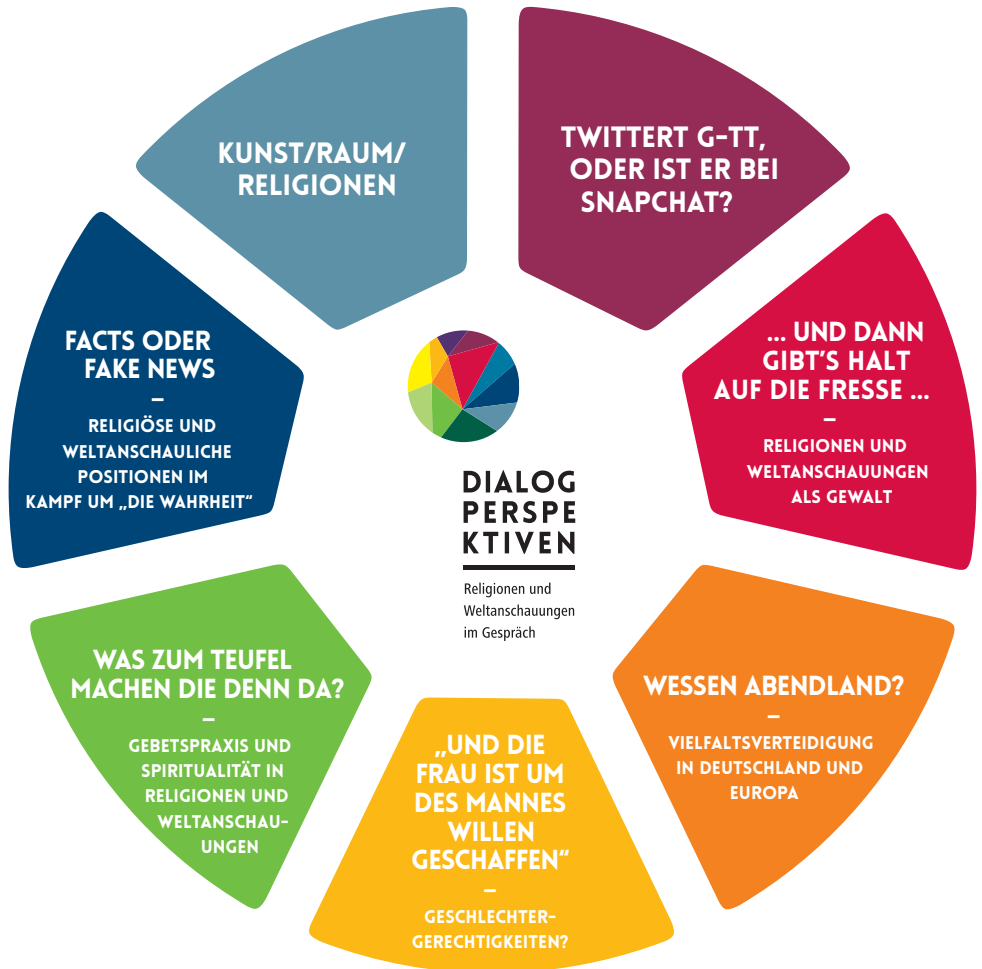 KUNST/RAUM/
RELIGIONEN
TWITTERT G-TT,
ODER IST ER BEI
SNAPCHAT?
... UND DANN
GIBT'S HALT
AUF DIE FRESSE ...
–
RELIGIONEN UND
WELTANSCHAUUNGEN
ALS GEWALT
WESSEN ABENDLAND?
–
VIELFALTSVERTEIDIGUNG
IN DEUTSCHLAND UND
EUROPA
„UND DIE
FRAU IST UM
DES MANNES
WILLEN
GESCHAFFEN“
–
GESCHLECHTER-
GERECHTIGKEITEN?
WAS ZUM TEUFEL
MACHEN DIE DENN DA?
–
GEBETSPRAXIS UND
SPIRITUALITÄT IN
RELIGIONEN UND
WELTANSCHAU-
UNGEN
FACTS ODER
FAKE NEWS
–
RELIGIÖSE UND
WELTANSCHAULICHE
POSITIONEN IM
KAMPF UM „DIE WAHRHEIT“
DIALOG
PERSPE
KTIVEN
Religionen und
Weltanschauungen
im Gespräch